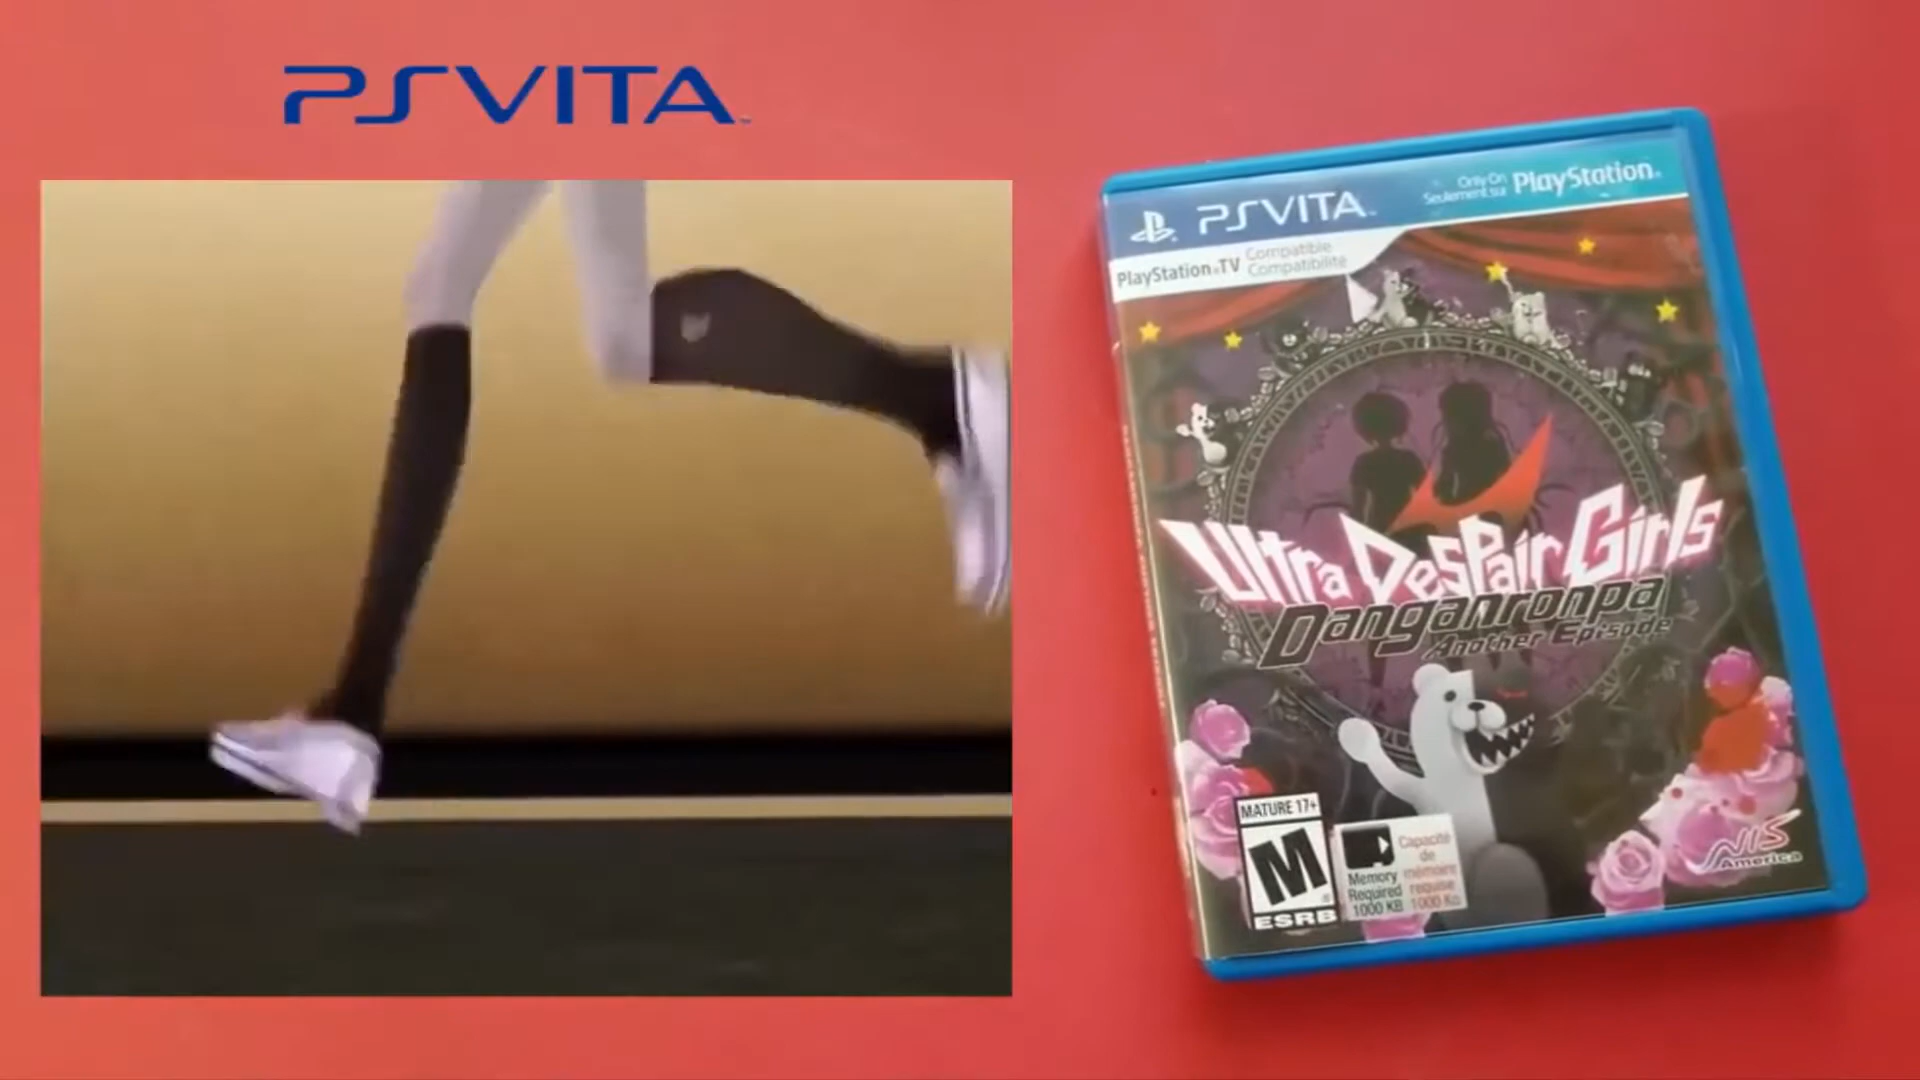 PSVITA
PSVITA
Only On
Seulement sur
PlayStation
PlayStation TV
Compatible
Compatibilité
Ultra Despair Girls
Danganronpa
Another Episode
MATURE 17+
M
ESRB
Memory
Required
1000 KB
Capacité
de
mémoire
requise
1000 Ko
NIS
America